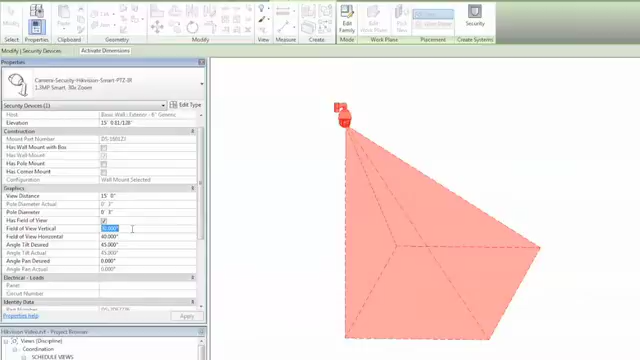 Select
Properties
Clipboard
Geometry
Modify
View
Measure
Create
Edit
Family
Edit
Work Plane
Pick
New
Security
Mode
Work Plane
Placement
Create Systems
Modify | Security Devices
Activate Dimensions
Properties
Camera-Security-Hikvision-Smart-PTZ-IR
1.3MP Smart. 30x Zoom
Security Devices (1)
Edit Type
Host
Basic Wall : Exterior - 8" Generic
Elevation
Construction
Mount Part Number
Has Wall Mount with Box
Has Wall Mount
Has Pole Mount
Has Corner Mount
Configuration
Wall Mount Selected
Graphics
View Distance
15' 0"
Pole Diameter Actual
0' 3"
Pole Diameter
0' 3"
Has Field of View
Field of View Vertical
Field of View Horizontal
60.000°
Angle Tilt Desired
45.000°
Angle Tilt Actual
45.000°
Angle Pan Desired
0.000°
Angle Pan Actual
0.000°
Electrical - Loads
Panel
Circuit Number
Identity Data
Properties help
Apply
Hikvision Video.rvt - Project Browser
Views (Discipline)
Coordination
SCHEDULE VIEWS